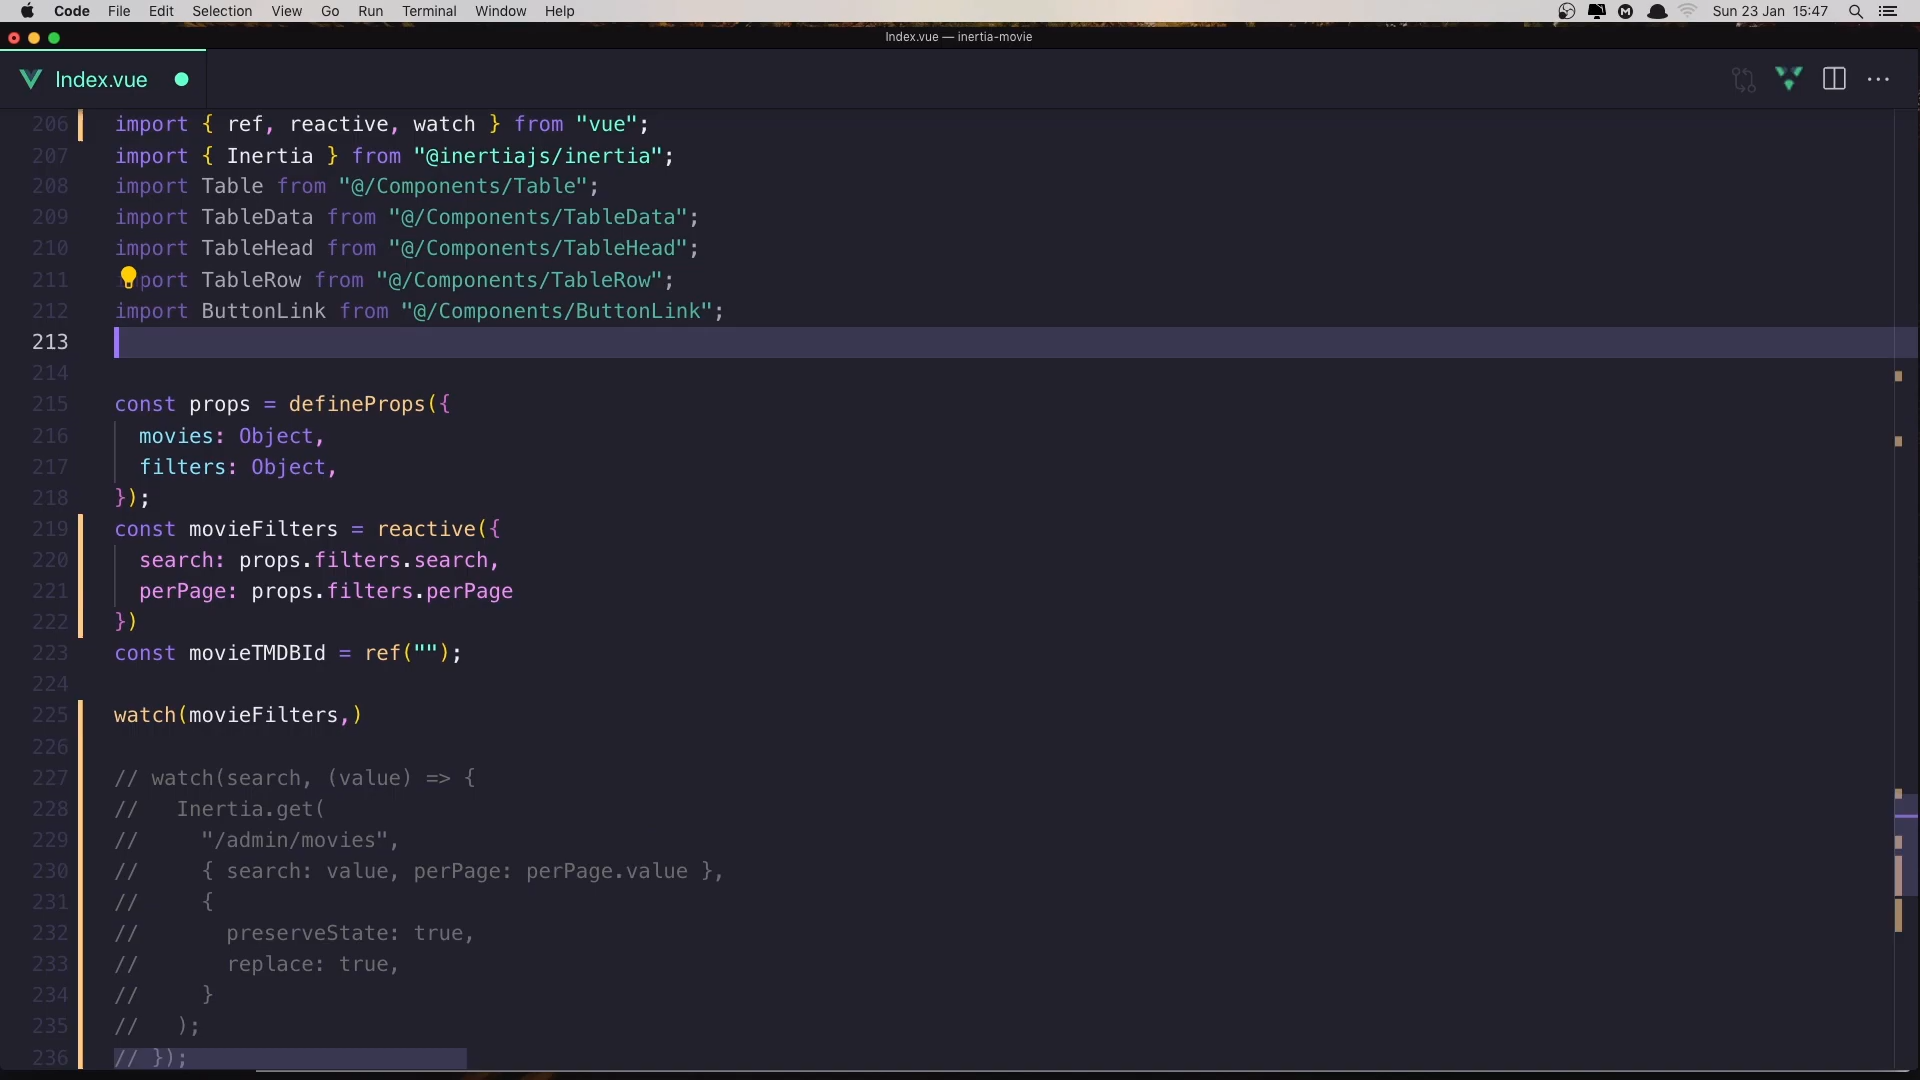 Code File Edit Selection View Go Run Terminal Window Help Sun 23 Jan 15:47
Index.vue — inertia-movie
Index.vue
206 import { ref, reactive, watch } from "vue";
207 import { Inertia } from "@inertiajs/inertia";
208 import Table from "@/Components/Table";
209 import TableData from "@/Components/TableData";
210 import TableHead from "@/Components/TableHead";
211 import TableRow from "@/Components/TableRow";
212 import ButtonLink from "@/Components/ButtonLink";
213
214
215 const props = defineProps({
216 movies: Object,
217 filters: Object,
218 });
219 const movieFilters = reactive({
220 search: props.filters.search,
221 perPage: props.filters.perPage
222 })
223 const movieTMDBId = ref("");
224
225 watch(movieFilters,)
226
227 // watch(search, (value) => {
228 // Inertia.get(
229 // "/admin/movies",
230 // { search: value, perPage: perPage.value },
231 // {
232 // preserveState: true,
233 // replace: true,
234 // }
235 // );
236 // });